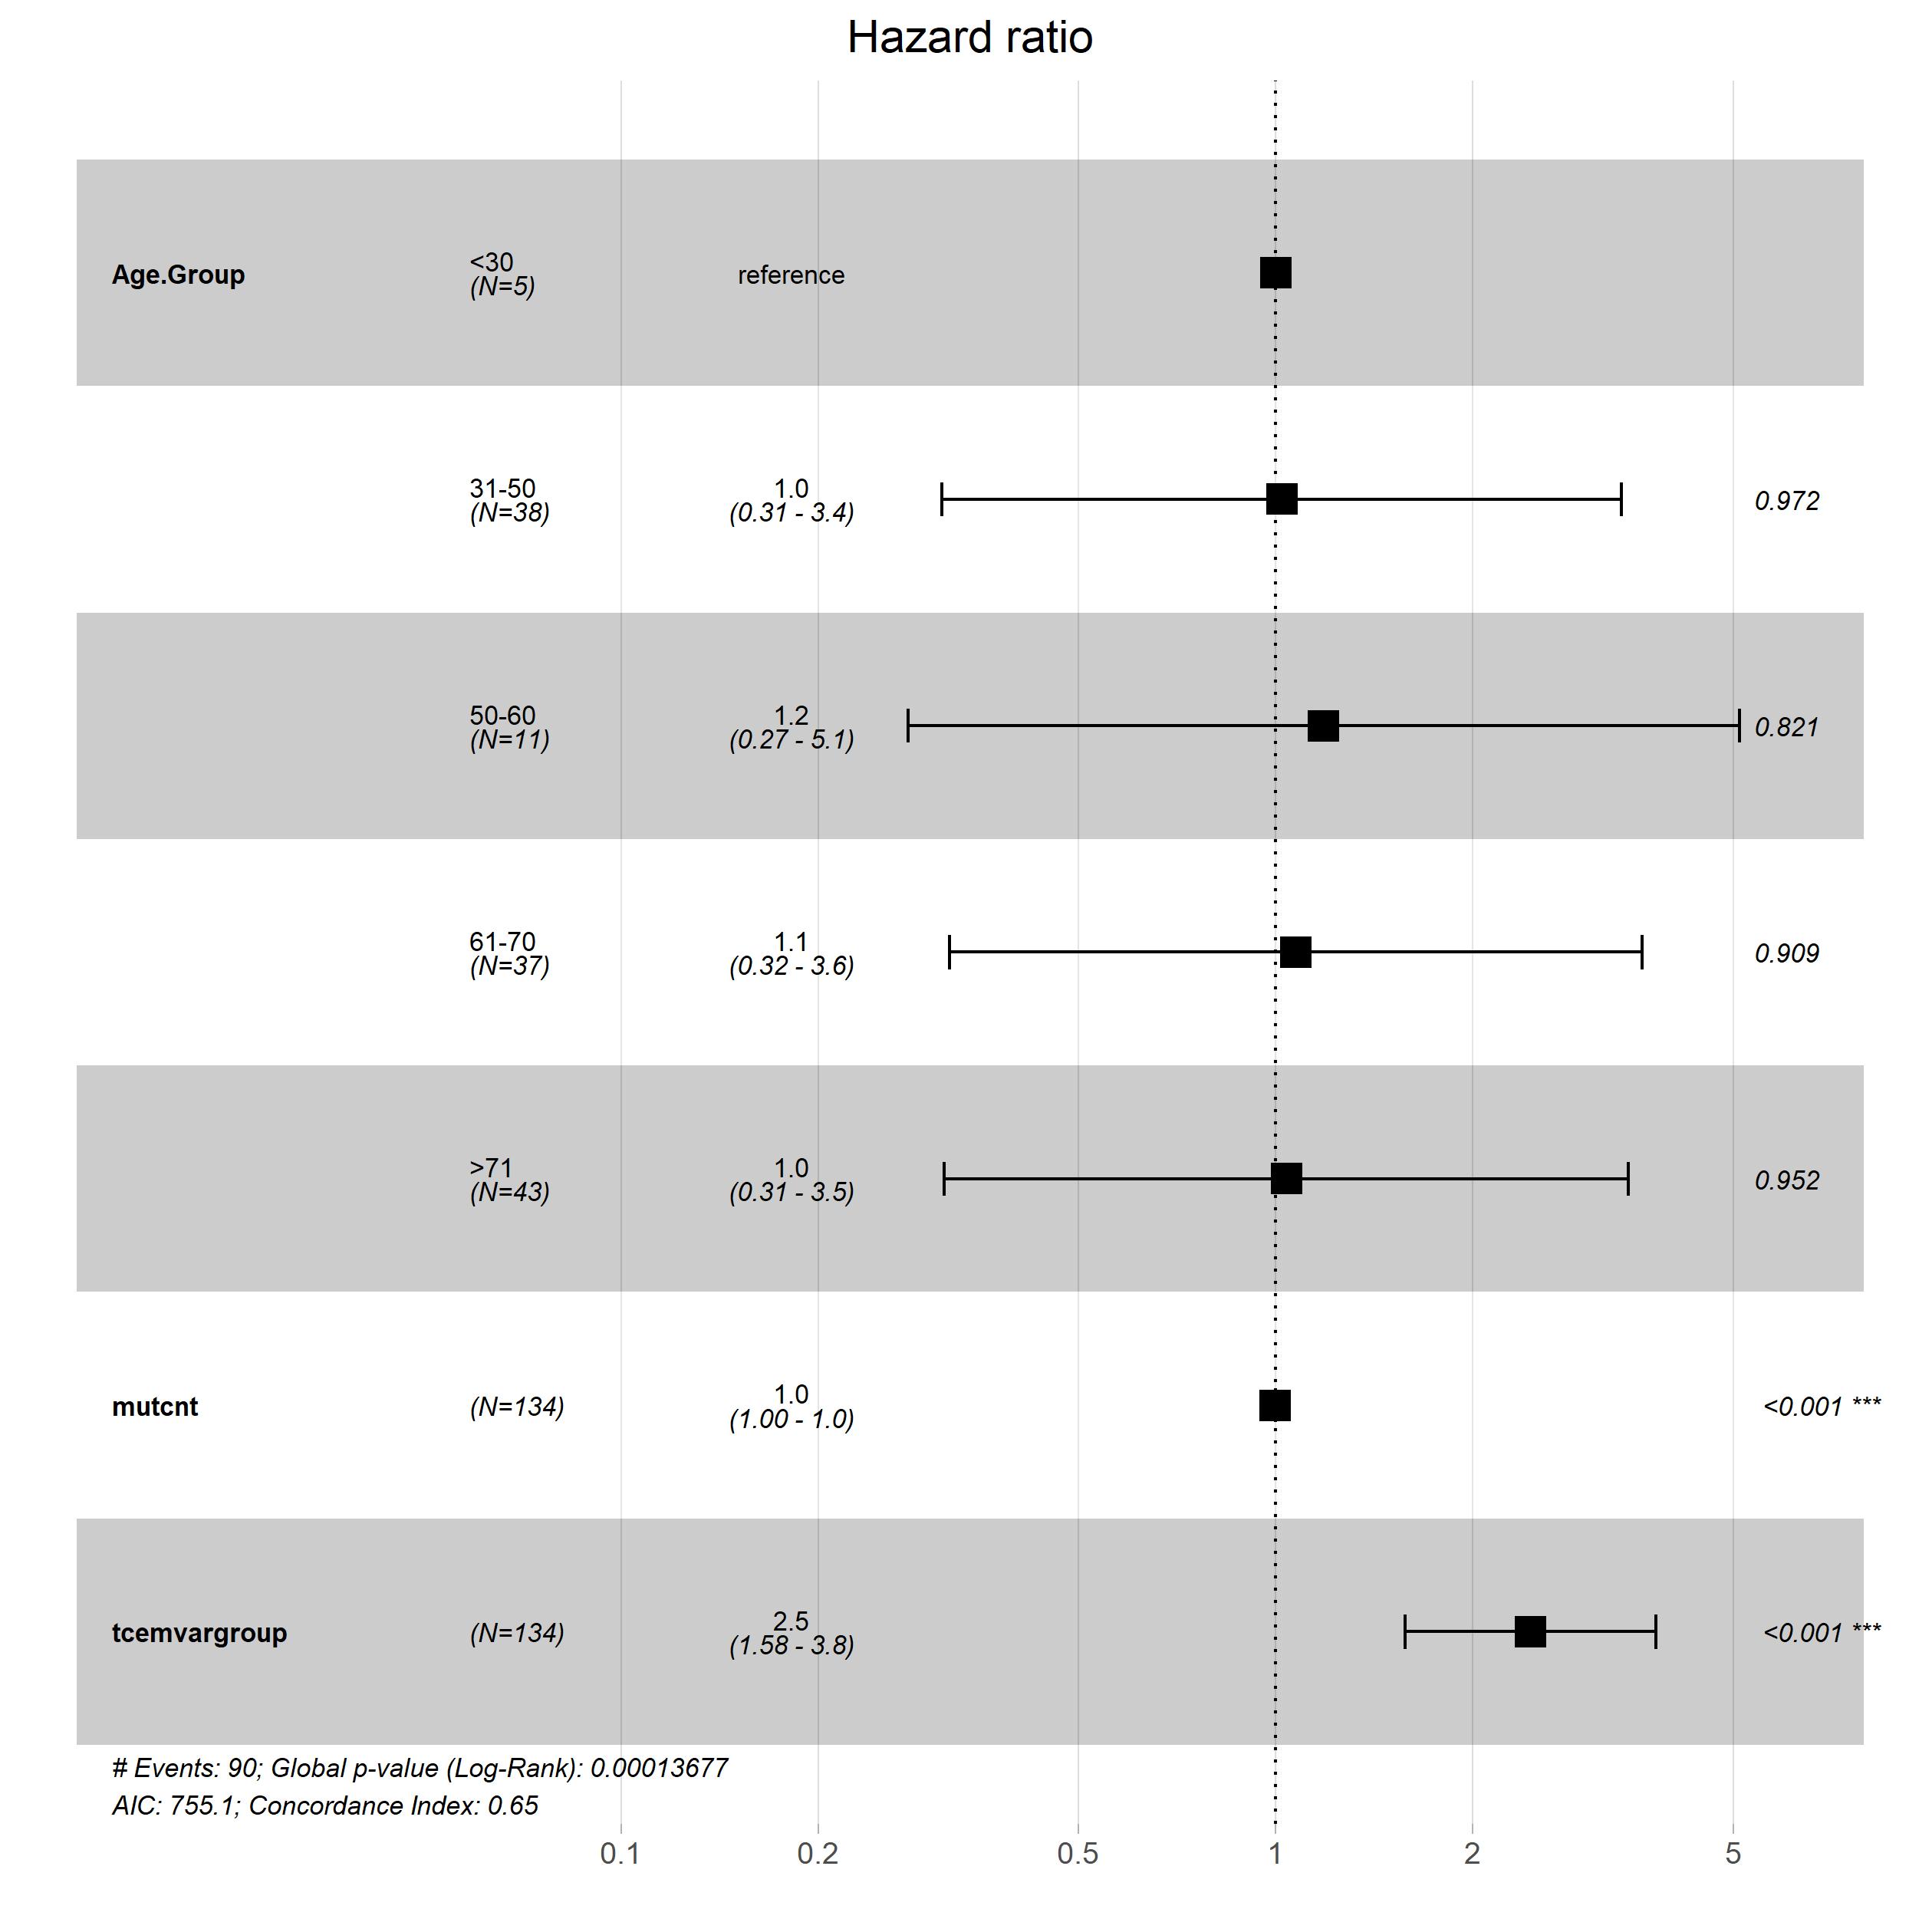 Hazard ratio
Age.Group
<30
(N=5)
reference
31-50
(N=38)
1.0
(0.31 - 3.4)
0.972
50-60
(N=11)
1.2
(0.27 - 5.1)
0.821
61-70
(N=37)
1.1
(0.32 - 3.6)
0.909
>71
(N=43)
1.0
(0.31 - 3.5)
0.952
mutcnt
(N=134)
1.0
(1.00 - 1.0)
<0.001 ***
tcemvargroup
(N=134)
2.5
(1.58 - 3.8)
<0.001 ***
# Events: 90; Global p-value (Log-Rank): 0.00013677
AIC: 755.1; Concordance Index: 0.65
0.1 0.2 0.5 1 2 5